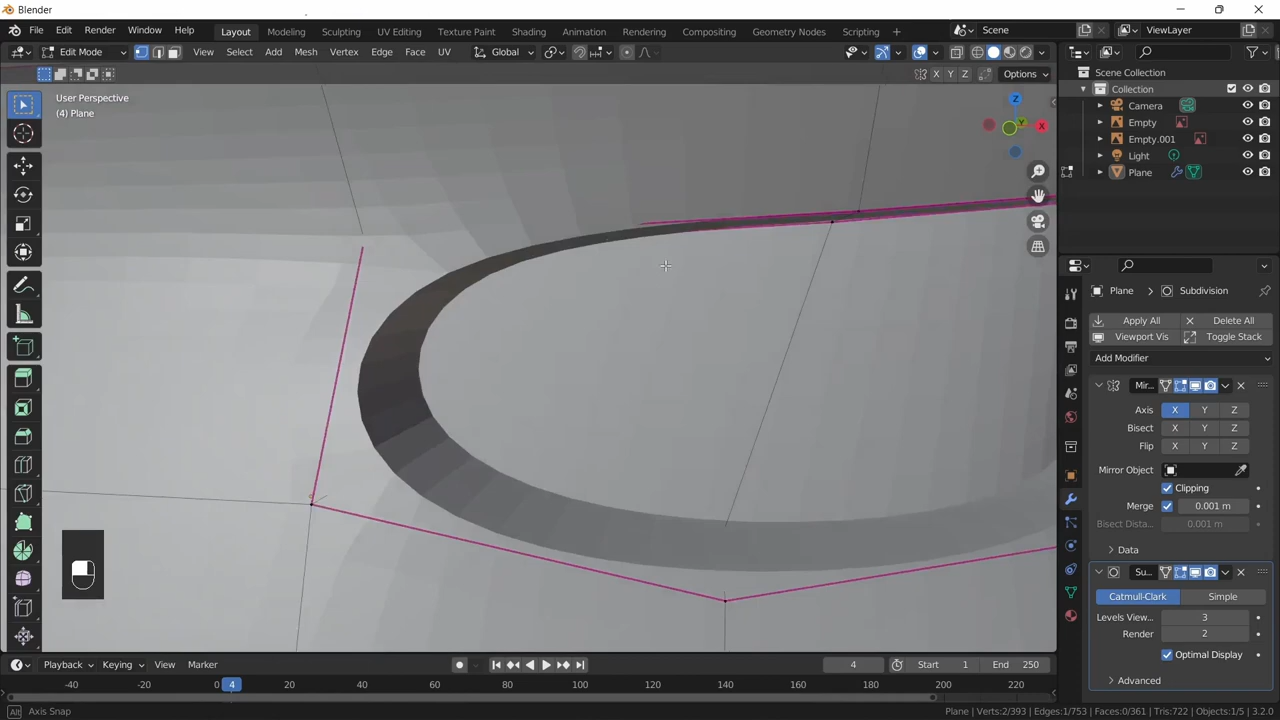 Blender
File Edit Render Window Help Layout Modeling Sculpting UV Editing Texture Paint Shading Animation Rendering Compositing Geometry Nodes Scripting + Scene ViewLayer
Edit Mode View Select Add Mesh Vertex Edge Face UV Global
X Y Z Options
User Perspective
(4) Plane
Z
Y
X
Scene Collection
Collection
Camera
Empty
Empty.001
Light
Plane
Plane > Subdivision
Apply All Delete All
Viewport Vis Toggle Stack
Add Modifier
Mir...
Axis X Y Z
Bisect X Y Z
Flip X Y Z
Mirror Object
Clipping
Merge 0.001 m
Bisect Dista... 0.001 m
Data
Su...
Catmull-Clark Simple
Levels View... 3
Render 2
Optimal Display
Advanced
Playback Keying View Marker 4 Start 1 End 250
-40 -20 0 4 20 40 60 80 100 120 140 160 180 200 220
Alt Axis Snap
Plane | Verts:2/393 | Edges:1/753 | Faces:0/361 | Tris:722 | Objects:1/5 | 3.2.0